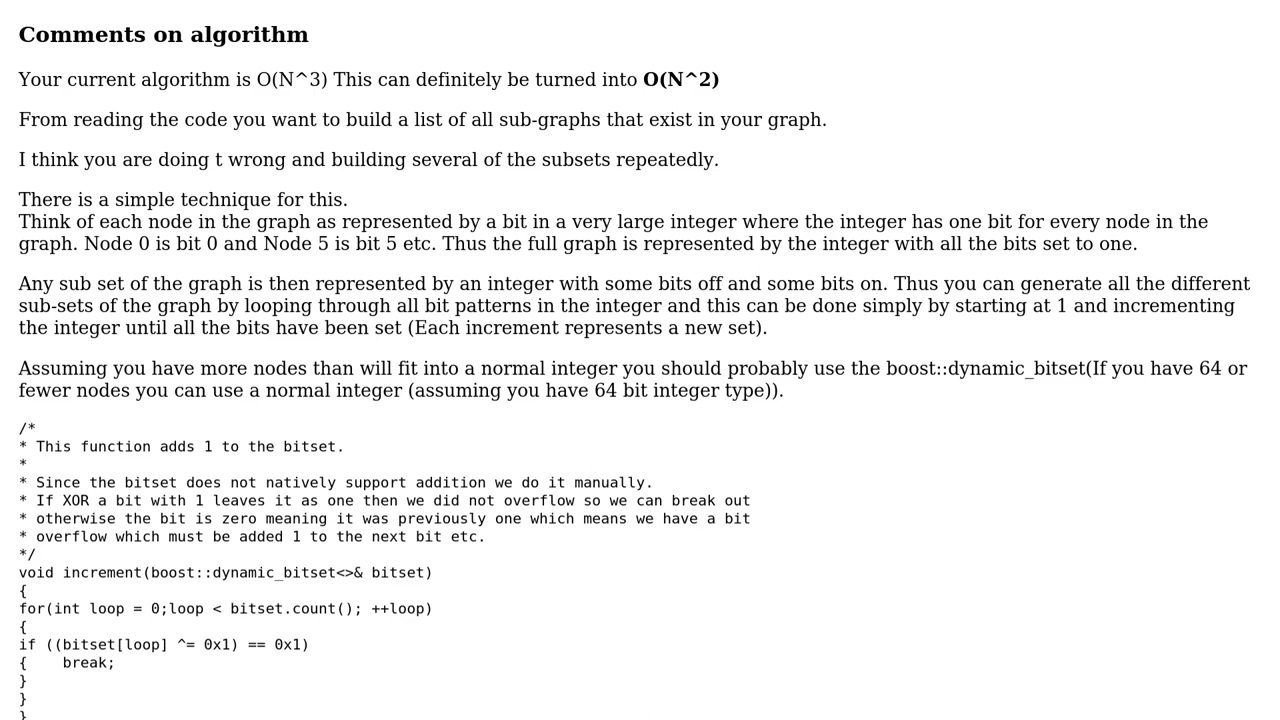 Comments on algorithm
Your current algorithm is O(N^3) This can definitely be turned into O(N^2)
From reading the code you want to build a list of all sub-graphs that exist in your graph.
I think you are doing t wrong and building several of the subsets repeatedly.
There is a simple technique for this.
Think of each node in the graph as represented by a bit in a very large integer where the integer has one bit for every node in the
graph. Node 0 is bit 0 and Node 5 is bit 5 etc. Thus the full graph is represented by the integer with all the bits set to one.
Any sub set of the graph is then represented by an integer with some bits off and some bits on. Thus you can generate all the different
sub-sets of the graph by looping through all bit patterns in the integer and this can be done simply by starting at 1 and incrementing
the integer until all the bits have been set (Each increment represents a new set).
Assuming you have more nodes than will fit into a normal integer you should probably use the boost::dynamic_bitset(If you have 64 or
fewer nodes you can use a normal integer (assuming you have 64 bit integer type)).
/*
* This function adds 1 to the bitset.
*
* Since the bitset does not natively support addition we do it manually.
* If XOR a bit with 1 leaves it as one then we did not overflow so we can break out
* otherwise the bit is zero meaning it was previously one which means we have a bit
* overflow which must be added 1 to the next bit etc.
*/
void increment(boost::dynamic_bitset<>& bitset)
{
for(int loop = 0;loop < bitset.count(); ++loop)
{
if ((bitset[loop] ^= 0x1) == 0x1)
{    break;
}
}
}